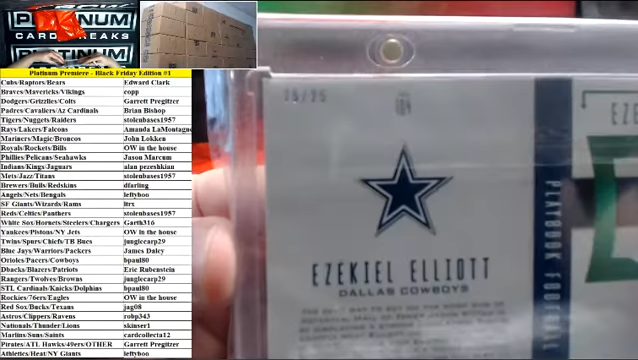 PLATINUM
CARD BREAKS
PLATINUM
Platinum Premiere - Black Friday Edition #1
Cubs/Raptors/Bears Edward Clark
Braves/Mavericks/Vikings copp
Dodgers/Grizzlies/Colts Garrett Pregitzer
Padres/Cavaliers/Az Cardinals Brian Bishop
Tigers/Nuggets/Raiders stolenbases1957
Rays/Lakers/Falcons Amanda LaMontagne
Mariners/Magic/Broncos John Lokken
Royals/Rockets/Bills OW in the house
Phillies/Pelicans/Seahawks Jason Marcum
Indians/Kings/Jaguars alan pezeshkian
Mets/Jazz/Titans stolenbases1957
Brewers/Bulls/Redskins dfarling
Angels/Nets/Bengals leftyboo
SF Giants/Wizards/Rams ltrx
Reds/Celtics/Panthers stolenbases1957
White Sox/Hornets/Steelers/Chargers Garth316
Yankees/Pistons/NY Jets OW in the house
Twins/Spurs/Chiefs/TB Bucs junglecarp29
Blue Jays/Warriors/Packers James Daley
Orioles/Pacers/Cowboys bpaul80
Dbacks/Blazers/Patriots Eric Rubenstein
Rangers/Twolves/Browns junglecarp29
STL Cardinals/Knicks/Dolphins bpaul80
Rockies/76ers/Eagles OW in the house
Red Sox/Bucks/Texans jag08
Astros/Clippers/Ravens robp343
Nationals/Thunder/Lions skinser1
Marlins/Suns/Saints cardcollecta12
Pirates/ATL Hawks/49ers/OTHER Garrett Pregitzer
Athletics/Heat/NY Giants leftyboo
104
EZEKIEL ELLIOTT
DALLAS COWBOYS
PLAYBOOK FOOTBALL
EZE